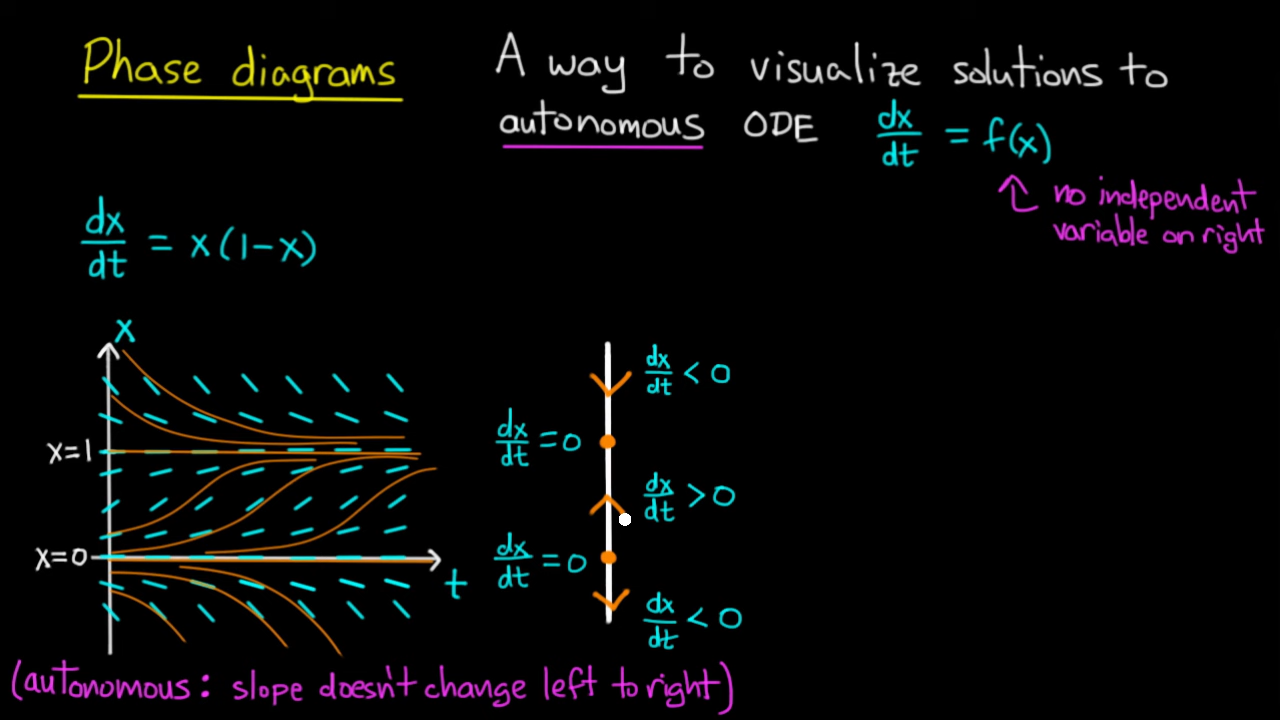 Phase diagrams
A way to visualize solutions to
autonomous ODE dx/dt = f(x)
no independent
variable on right
dx/dt = x(1-x)
x
x=1
x=0
t
dx/dt < 0
dx/dt = 0
dx/dt > 0
dx/dt = 0
dx/dt < 0
(autonomous: slope doesn't change left to right)